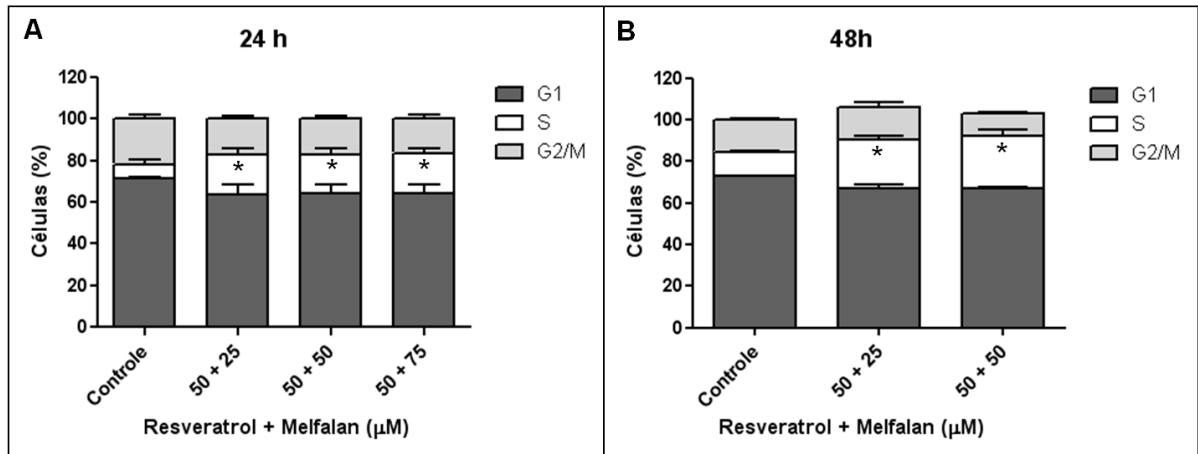 A
24 h
120
100
80
60
40
20
0
Células (%)
* * *
Controle
50 + 25
50 + 50
50 + 75
Resveratrol + Melfalan (μM)
G1
S
G2/M
B
48h
120
100
80
60
40
20
0
Células (%)
* *
Controle
50 + 25
50 + 50
Resveratrol + Melfalan (μM)
G1
S
G2/M